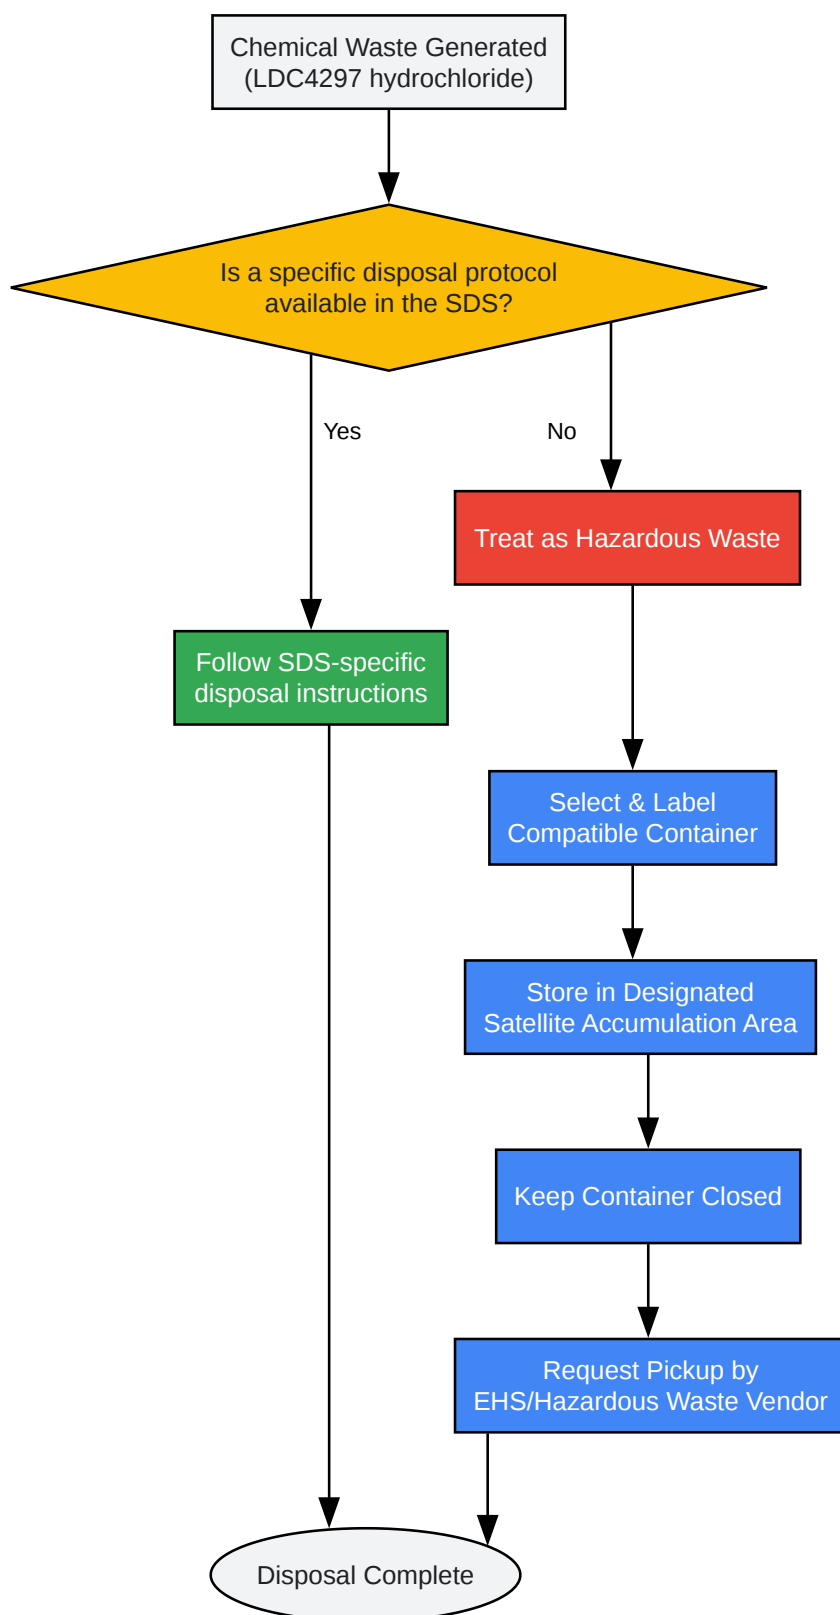 Chemical Waste Generated
(LDC4297 hydrochloride)
Is a specific disposal protocol
available in the SDS?
Yes
No
Treat as Hazardous Waste
Follow SDS-specific
disposal instructions
Select & Label
Compatible Container
Store in Designated
Satellite Accumulation Area
Keep Container Closed
Request Pickup by
EHS/Hazardous Waste Vendor
Disposal Complete